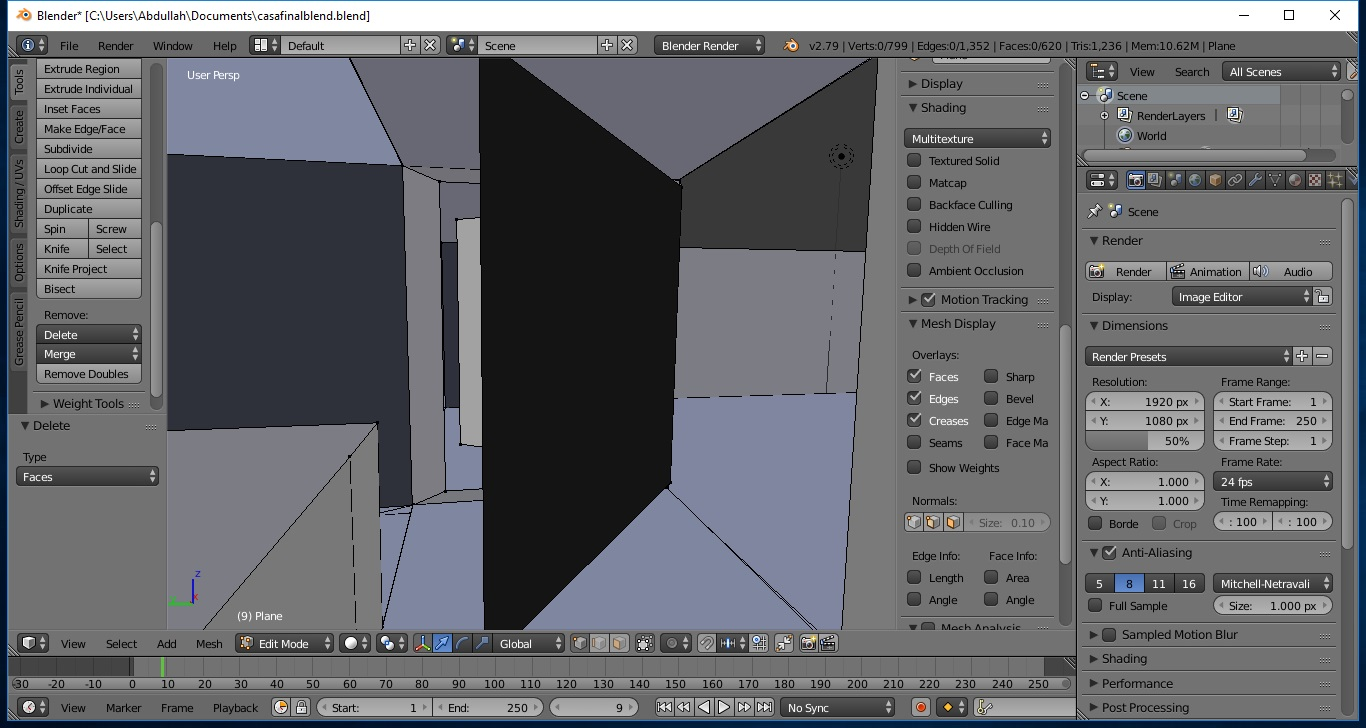 Blender* [C:\Users\Abdullah\Documents\casafinalblend.blend]
File Render Window Help Default Scene Blender Render v2.79 | Verts:0/799 | Edges:0/1,352 | Faces:0/620 | Tris:1,236 | Mem:10.62M | Plane
Tools
Create
Shading / UVs
Options
Grease Pencil
Extrude Region
Extrude Individual
Inset Faces
Make Edge/Face
Subdivide
Loop Cut and Slide
Offset Edge Slide
Duplicate
Spin Screw
Knife Select
Knife Project
Bisect
Remove:
Delete
Merge
Remove Doubles
Weight Tools
Delete
Type
Faces
User Persp
z
(9) Plane
Display
Shading
Multitexture
Textured Solid
Matcap
Backface Culling
Hidden Wire
Depth Of Field
Ambient Occlusion
Motion Tracking
Mesh Display
Overlays:
Faces Sharp
Edges Bevel
Creases Edge Ma
Seams Face Ma
Show Weights
Normals:
Size: 0.10
Edge Info: Face Info:
Length Area
Angle Angle
Mesh Analysis
View Search All Scenes
Scene
RenderLayers
World
Scene
Render
Render Animation Audio
Display: Image Editor
Dimensions
Render Presets
Resolution: Frame Range:
X: 1920 px Start Frame: 1
Y: 1080 px End Frame: 250
50% Frame Step: 1
Aspect Ratio: Frame Rate:
X: 1.000 24 fps
Y: 1.000 Time Remapping:
Borde Crop : 100 : 100
Anti-Aliasing
5 8 11 16 Mitchell-Netravali
Full Sample Size: 1.000 px
Sampled Motion Blur
Shading
Performance
Post Processing
View Select Add Mesh Edit Mode Global
-30 -20 -10 0 10 20 30 40 50 60 70 80 90 100 110 120 130 140 150 160 170 180 190 200 210 220 230 240 250
View Marker Frame Playback Start: 1 End: 250 9 No Sync